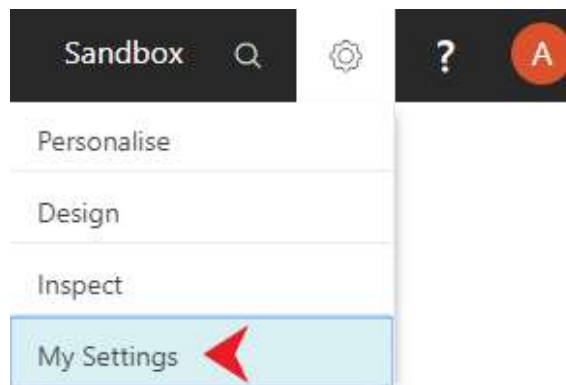 Sandbox ? A
Personalise
Design
Inspect
My Settings